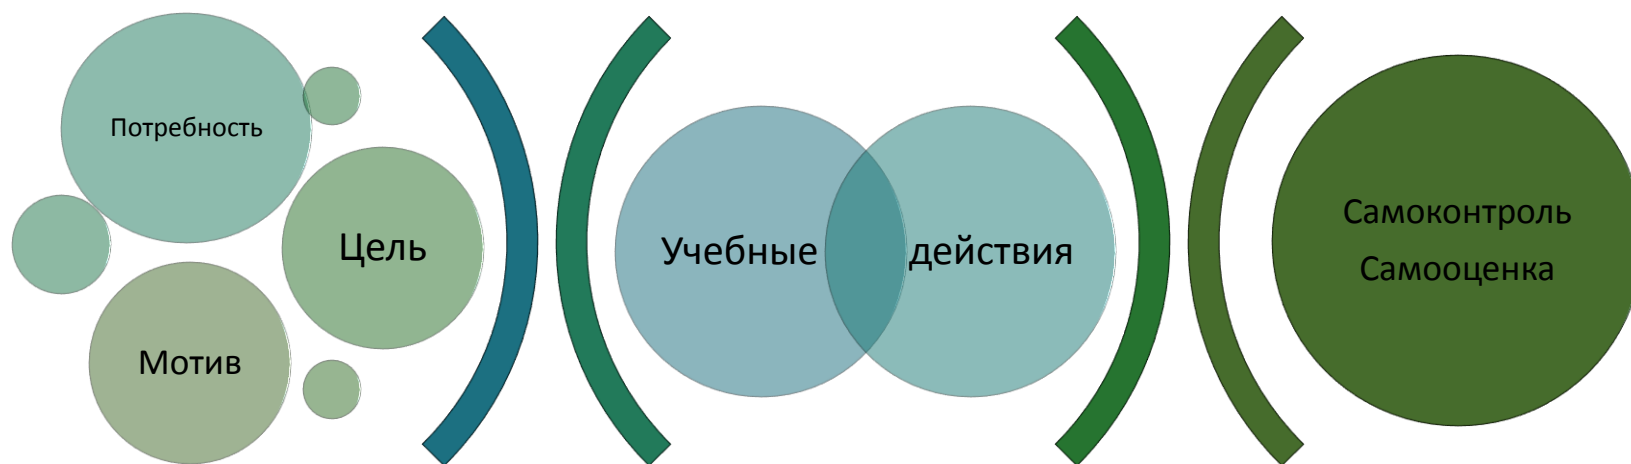 Потребность
Цель
Мотив
Учебные действия
Самоконтроль
Самооценка